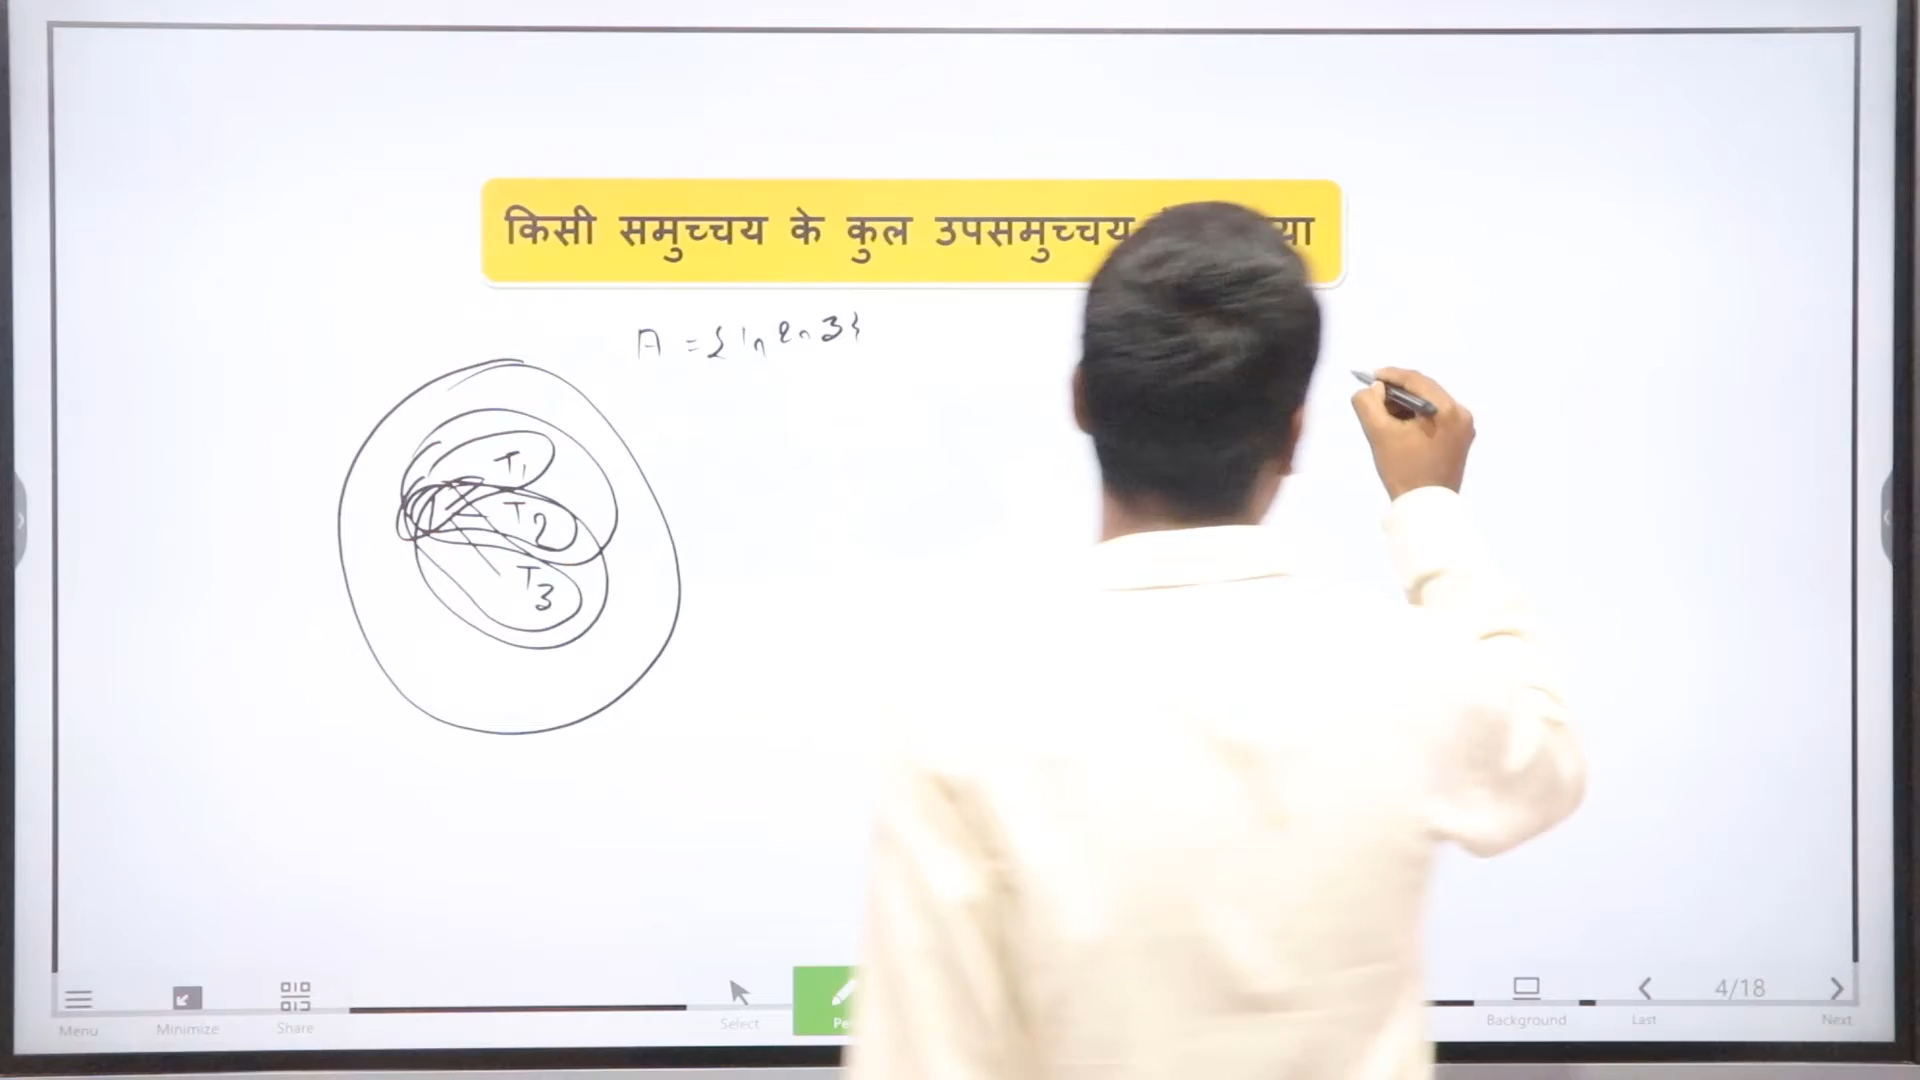 किसी समुच्चय के कुल उपसमुच्चय
A = {1, 2, 3}
T1
T2
T3
Menu
Minimize
Share
Select
Background
Last
4/18
Next